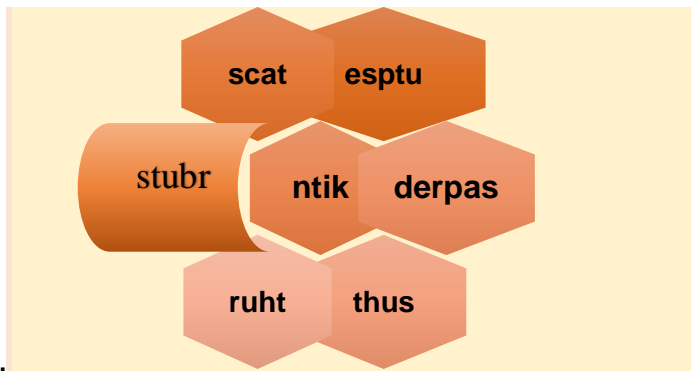 scat esptu
stubr ntik derpas
ruht thus
.